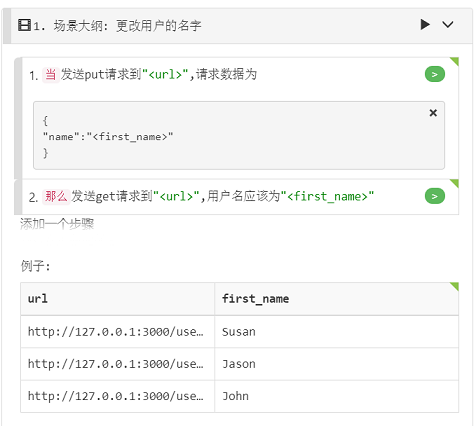 1. 场景大纲: 更改用户的名字
1. 当 发送put请求到"<url>",请求数据为
{
"name":"<first_name>"
}
2. 那么 发送get请求到"<url>",用户名应该为"<first_name>"
添加一个步骤
例子:
url first_name
http://127.0.0.1:3000/use… Susan
http://127.0.0.1:3000/use… Jason
http://127.0.0.1:3000/use… John